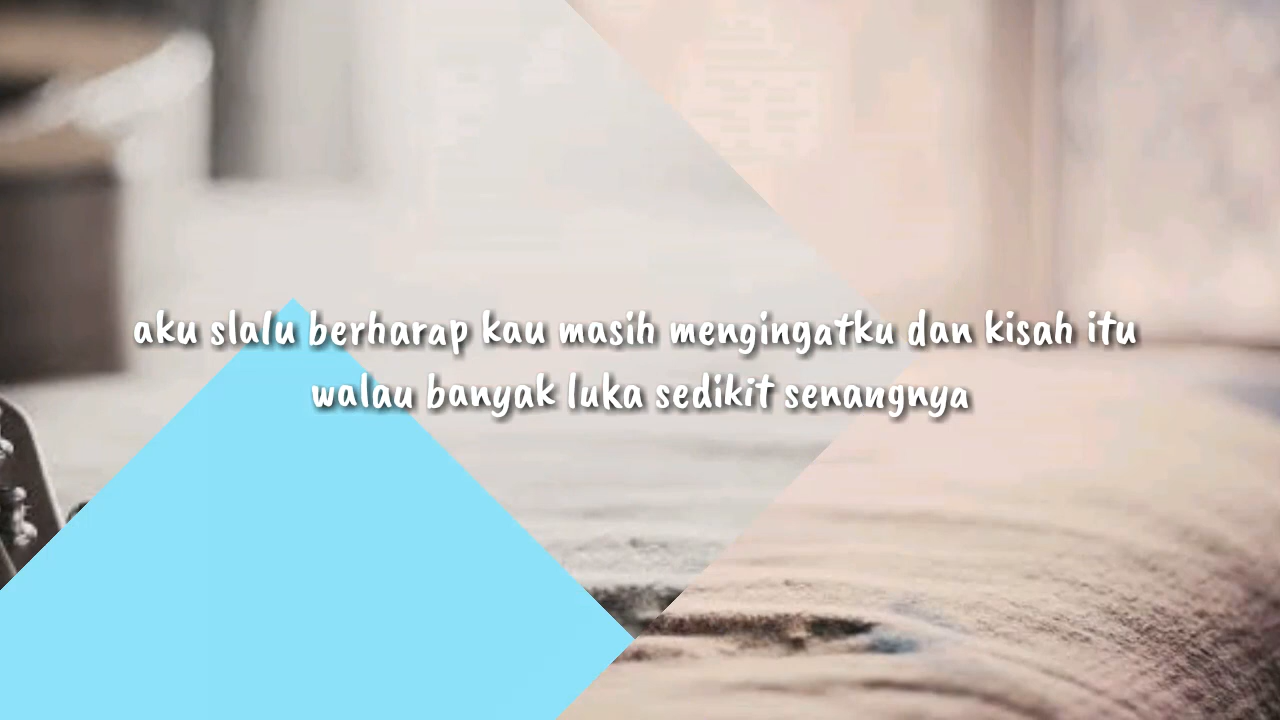 aku slalu berharap kau masih mengingatku dan kisah itu
walau banyak luka sedikit senangnya